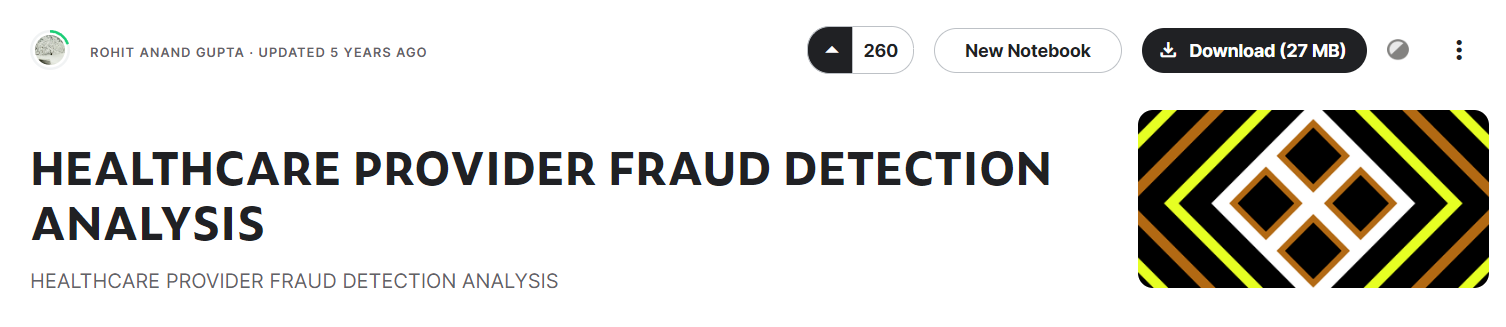 ROHIT ANAND GUPTA · UPDATED 5 YEARS AGO
260
New Notebook
Download (27 MB)
HEALTHCARE PROVIDER FRAUD DETECTION
ANALYSIS
HEALTHCARE PROVIDER FRAUD DETECTION ANALYSIS